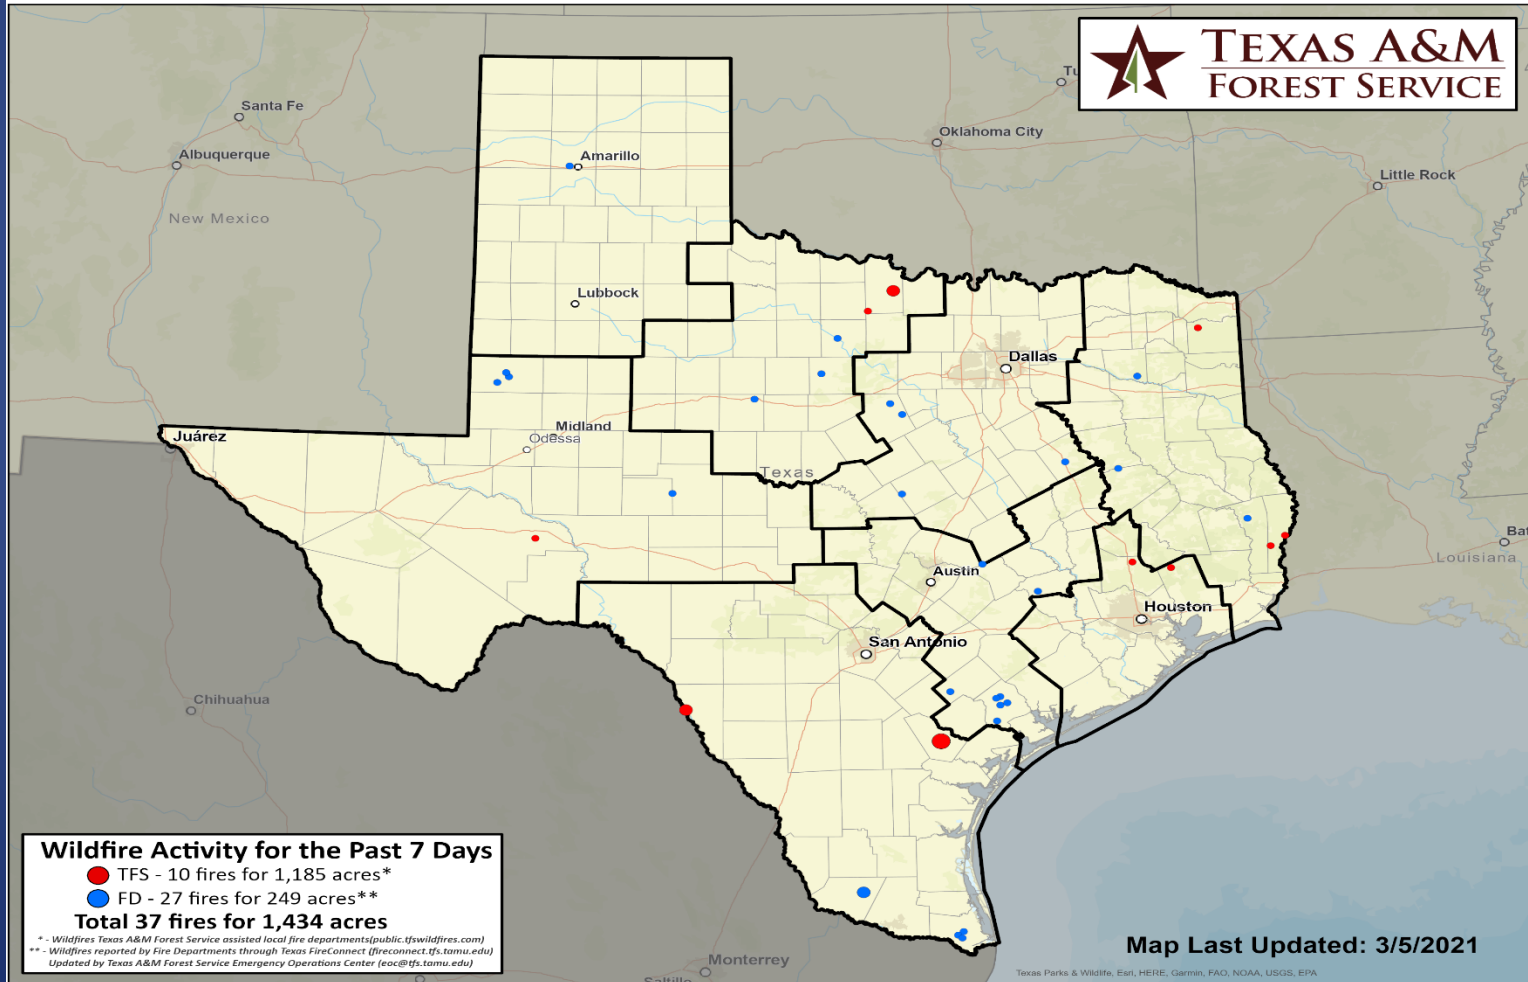 TEXAS A&M
FOREST SERVICE
Santa Fe
Albuquerque
New Mexico
Amarillo
Oklahoma City
Little Rock
Lubbock
Dallas
Juárez
Midland
Odessa
Texas
Austin
Houston
Louisiana
San Antonio
Chihuahua
Monterrey
Wildfire Activity for the Past 7 Days
TFS - 10 fires for 1,185 acres*
FD - 27 fires for 249 acres**
Total 37 fires for 1,434 acres
* - Wildfires Texas A&M Forest Service assisted local fire departments(public.tfswildfires.com)
** - Wildfires reported by Fire Departments through Texas FireConnect (fireconnect.tfs.tamu.edu)
Updated by Texas A&M Forest Service Emergency Operations Center (eoc@tfs.tamu.edu)
Map Last Updated: 3/5/2021
Texas Parks & Wildlife, Esri, HERE, Garmin, FAO, NOAA, USGS, EPA